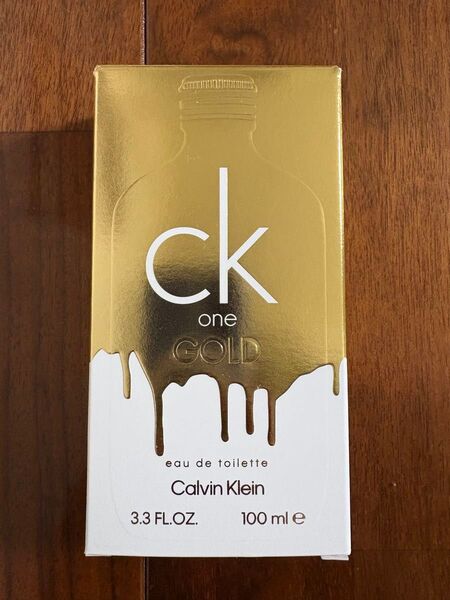 ck
one
GOLD
eau de toilette
Calvin Klein
3.3 FL.OZ. 100 ml ℮